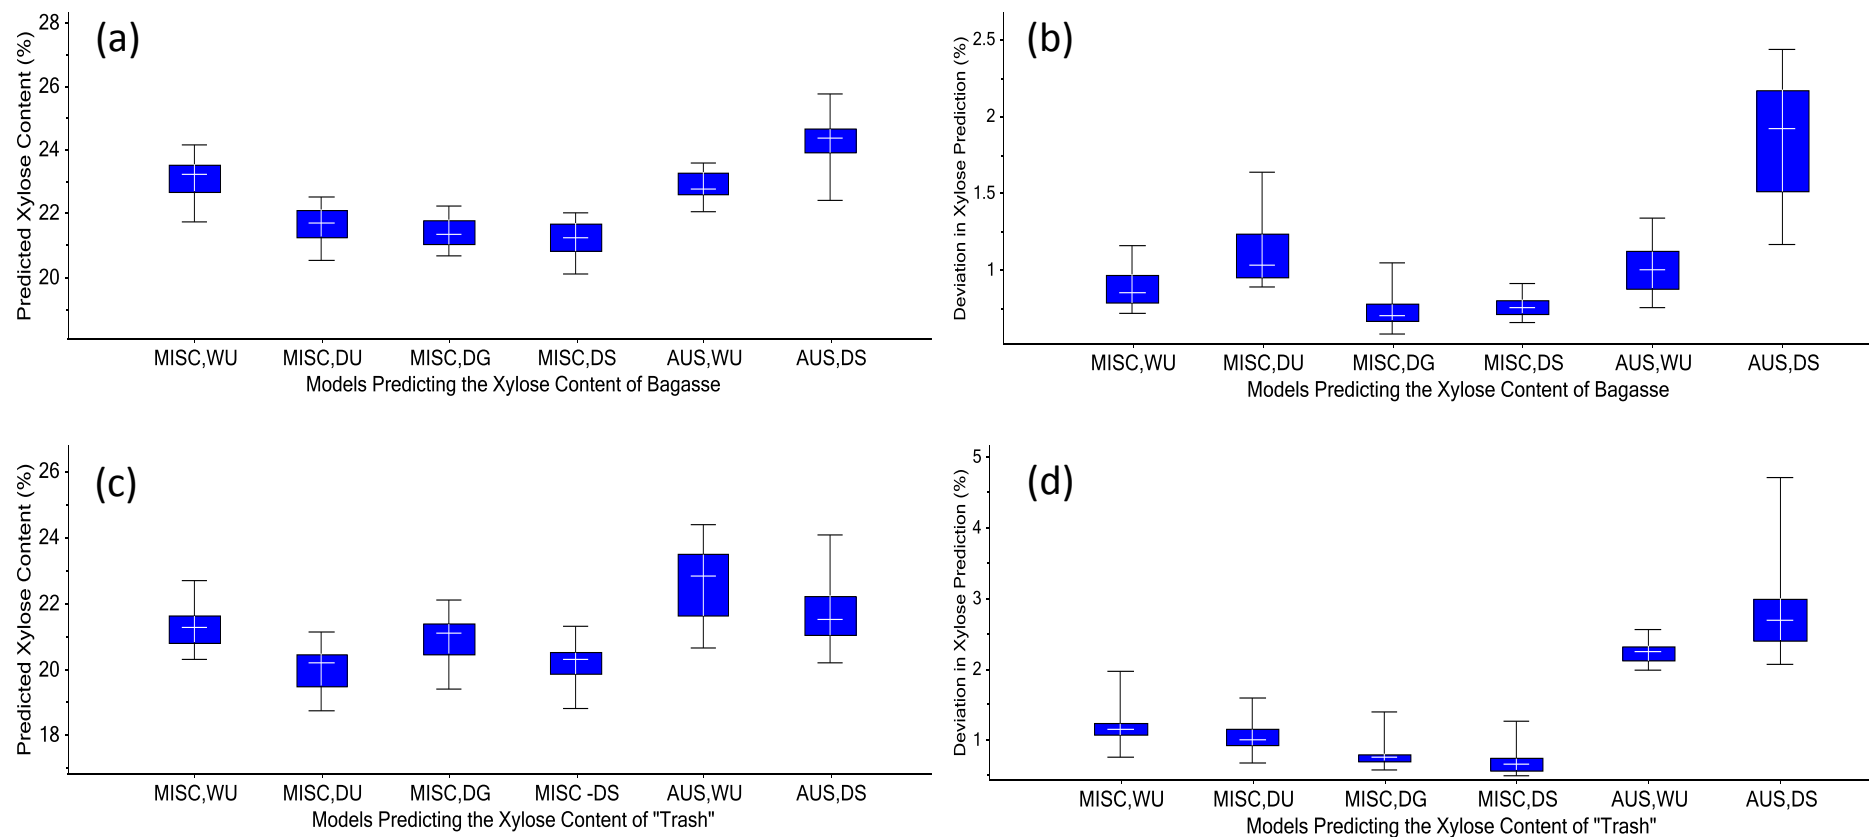 (a)
Predicted Xylose Content (%)
28
26
24
22
20
MISC,WU MISC,DU MISC,DG MISC,DS AUS,WU AUS,DS
Models Predicting the Xylose Content of Bagasse
(b)
Deviation in Xylose Prediction (%)
2.5
2
1.5
1
MISC,WU MISC,DU MISC,DG MISC,DS AUS,WU AUS,DS
Models Predicting the Xylose Content of Bagasse
(c)
Predicted Xylose Content (%)
26
24
22
20
18
MISC,WU MISC,DU MISC,DG MISC -DS AUS,WU AUS,DS
Models Predicting the Xylose Content of "Trash"
(d)
Deviation in Xylose Prediction (%)
5
4
3
2
1
MISC,WU MISC,DU MISC,DG MISC,DS AUS,WU AUS,DS
Models Predicting the Xylose Content of "Trash"